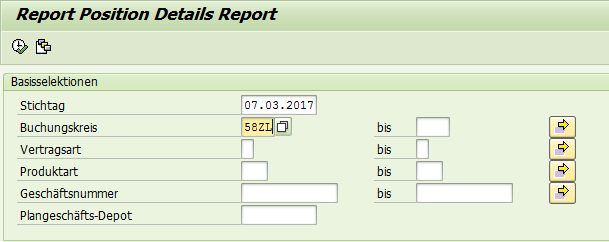 Report Position Details Report
Basisselektionen
Stichtag 07.03.2017
Buchungskreis 58ZL bis
Vertragsart bis
Produktart bis
Geschäftsnummer bis
Plangeschäfts-Depot